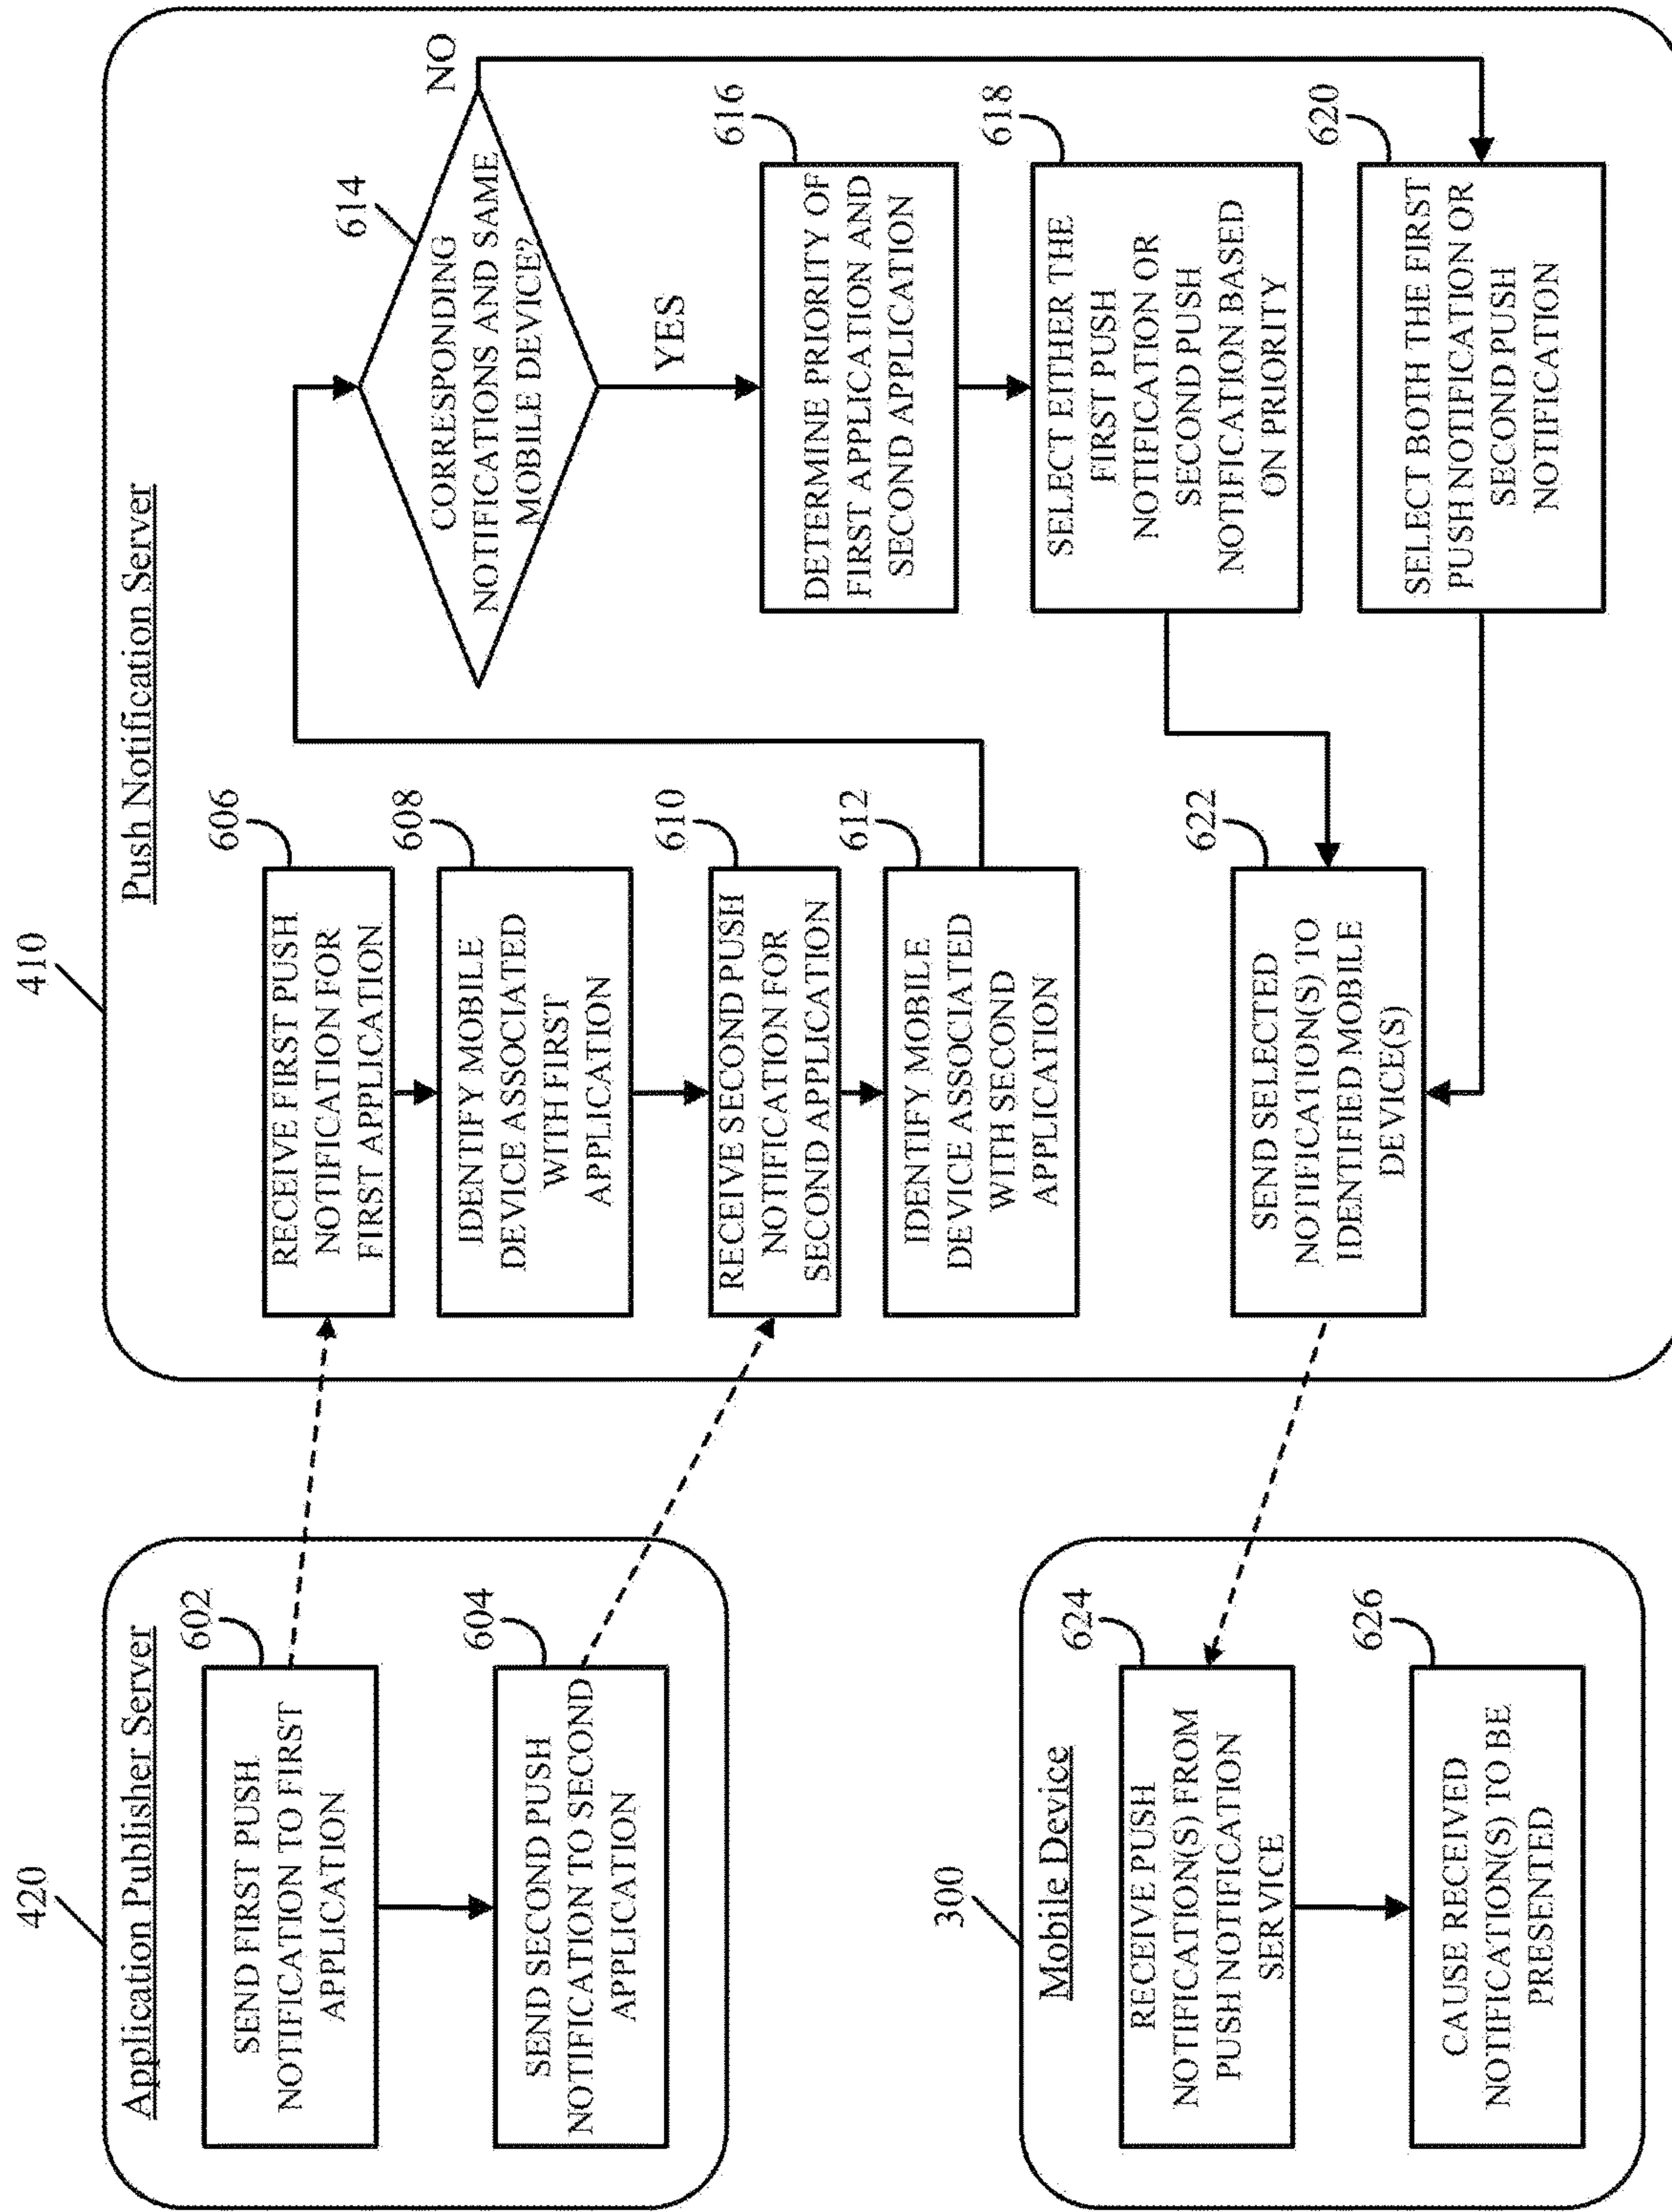 420
Application Publisher Server
602
SEND FIRST PUSH
NOTIFICATION TO FIRST
APPLICATION
604
SEND SECOND PUSH
NOTIFICATION TO SECOND
APPLICATION
300
Mobile Device
624
RECEIVE PUSH
NOTIFICATION(S) FROM
PUSH NOTIFICATION
SERVICE
626
CAUSE RECEIVED
NOTIFICATION(S) TO BE
PRESENTED
410
Push Notification Server
606
RECEIVE FIRST PUSH
NOTIFICATION FOR
FIRST APPLICATION
608
IDENTIFY MOBILE
DEVICE ASSOCIATED
WITH FIRST
APPLICATION
610
RECEIVE SECOND PUSH
NOTIFICATION FOR
SECOND APPLICATION
612
IDENTIFY MOBILE
DEVICE ASSOCIATED
WITH SECOND
APPLICATION
622
SEND SELECTED
NOTIFICATION(S) TO
IDENTIFIED MOBILE
DEVICE(S)
614
CORRESPONDING
NOTIFICATIONS AND SAME
MOBILE DEVICE?
NO
YES
616
DETERMINE PRIORITY OF
FIRST APPLICATION AND
SECOND APPLICATION
618
SELECT EITHER THE
FIRST PUSH
NOTIFICATION OR
SECOND PUSH
NOTIFICATION BASED
ON PRIORITY
620
SELECT BOTH THE FIRST
PUSH NOTIFICATION OR
SECOND PUSH
NOTIFICATION